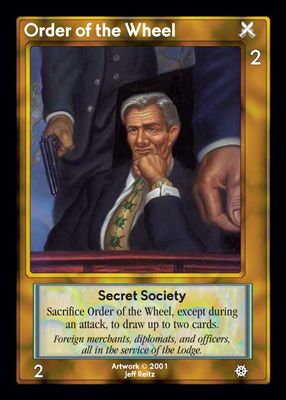 Order of the Wheel
2
Secret Society
Sacrifice Order of the Wheel, except during
an attack, to draw up to two cards.
Foreign merchants, diplomats, and officers,
all in the service of the Lodge.
2
Artwork © 2001
Jeff Reitz